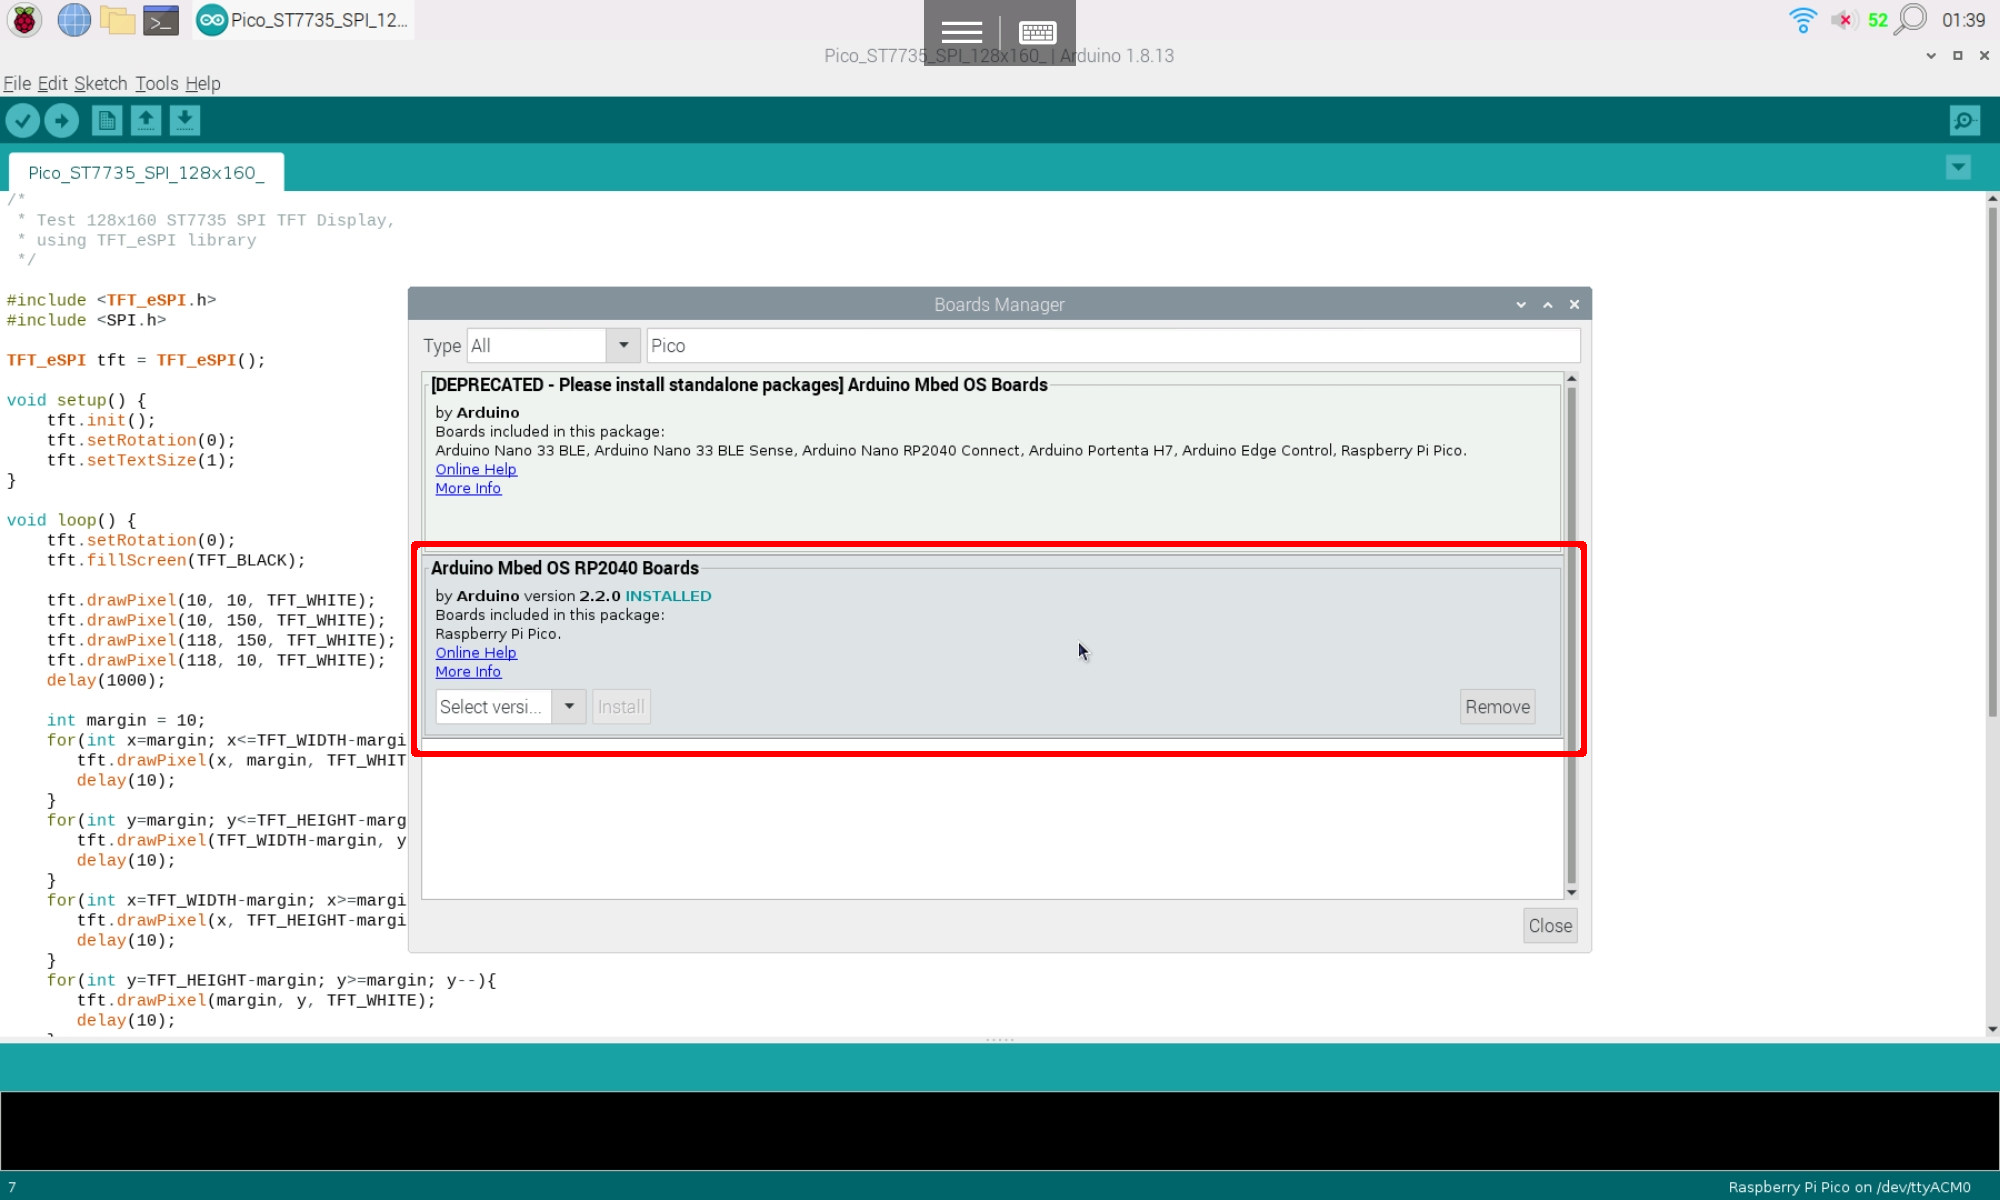 Pico_ST7735_SPI_12...
52
01:39
Pico_ST7735_SPI_128x160_ | Arduino 1.8.13
File Edit Sketch Tools Help
Pico_ST7735_SPI_128x160_
/*
* Test 128x160 ST7735 SPI TFT Display,
* using TFT_eSPI library
*/
#include <TFT_eSPI.h>
#include <SPI.h>
TFT_eSPI tft = TFT_eSPI();
void setup() {
tft.init();
tft.setRotation(0);
tft.setTextSize(1);
}
void loop() {
tft.setRotation(0);
tft.fillScreen(TFT_BLACK);
tft.drawPixel(10, 10, TFT_WHITE);
tft.drawPixel(10, 150, TFT_WHITE);
tft.drawPixel(118, 150, TFT_WHITE);
tft.drawPixel(118, 10, TFT_WHITE);
delay(1000);
int margin = 10;
for(int x=margin; x<=TFT_WIDTH-margi
tft.drawPixel(x, margin, TFT_WHIT
delay(10);
}
for(int y=margin; y<=TFT_HEIGHT-marg
tft.drawPixel(TFT_WIDTH-margin, y
delay(10);
}
for(int x=TFT_WIDTH-margin; x>=margi
tft.drawPixel(x, TFT_HEIGHT-margi
delay(10);
}
for(int y=TFT_HEIGHT-margin; y>=margin; y--){
tft.drawPixel(margin, y, TFT_WHITE);
delay(10);
Boards Manager
Type All Pico
[DEPRECATED - Please install standalone packages] Arduino Mbed OS Boards
by Arduino
Boards included in this package:
Arduino Nano 33 BLE, Arduino Nano 33 BLE Sense, Arduino Nano RP2040 Connect, Arduino Portenta H7, Arduino Edge Control, Raspberry Pi Pico.
Online Help
More Info
Arduino Mbed OS RP2040 Boards
by Arduino version 2.2.0 INSTALLED
Boards included in this package:
Raspberry Pi Pico.
Online Help
More Info
Select versi... Install Remove
Close
7
Raspberry Pi Pico on /dev/ttyACM0